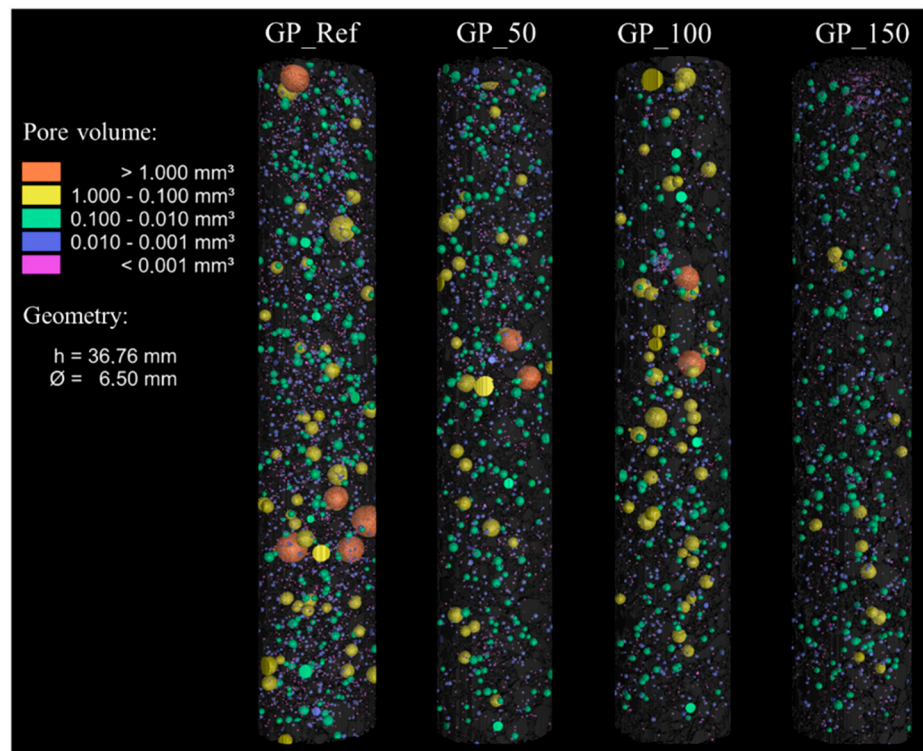 GP_Ref GP_50 GP_100 GP_150
Pore volume:
> 1.000 mm³
1.000 - 0.100 mm³
0.100 - 0.010 mm³
0.010 - 0.001 mm³
< 0.001 mm³
Geometry:
h = 36.76 mm
Ø = 6.50 mm